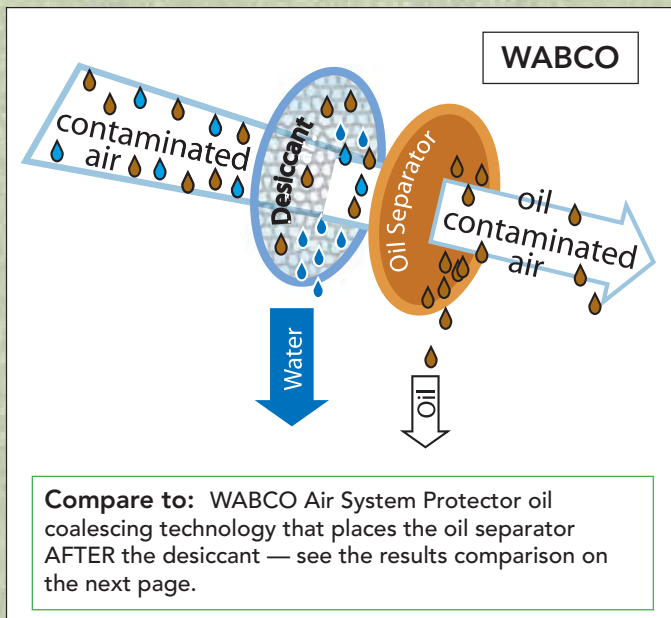 WABCO
contaminated
air
Desiccant
Oil Separator
oil
contaminated
air
Water
Oil
Compare to: WABCO Air System Protector oil
coalescing technology that places the oil separator
AFTER the desiccant — see the results comparison on
the next page.